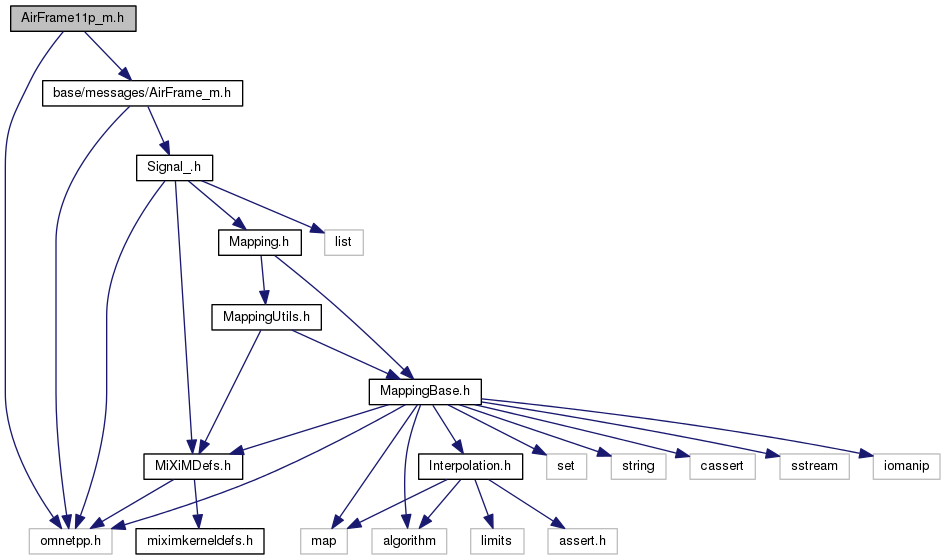 AirFrame11p_m.h
base/messages/AirFrame_m.h
Signal_.h
Mapping.h
list
MappingUtils.h
MappingBase.h
MiXiMDefs.h
Interpolation.h
set
string
cassert
sstream
iomanip
omnetpp.h
miximkerneldefs.h
map
algorithm
limits
assert.h